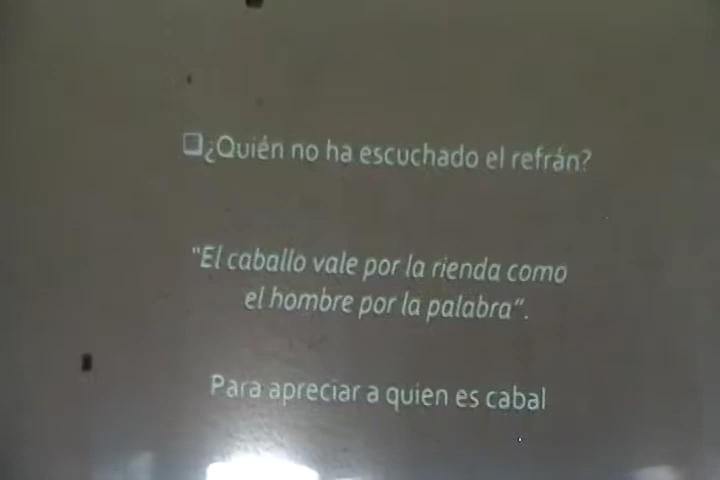 ❑¿Quién no ha escuchado el refrán?
"El caballo vale por la rienda como
el hombre por la palabra".
Para apreciar a quien es cabal